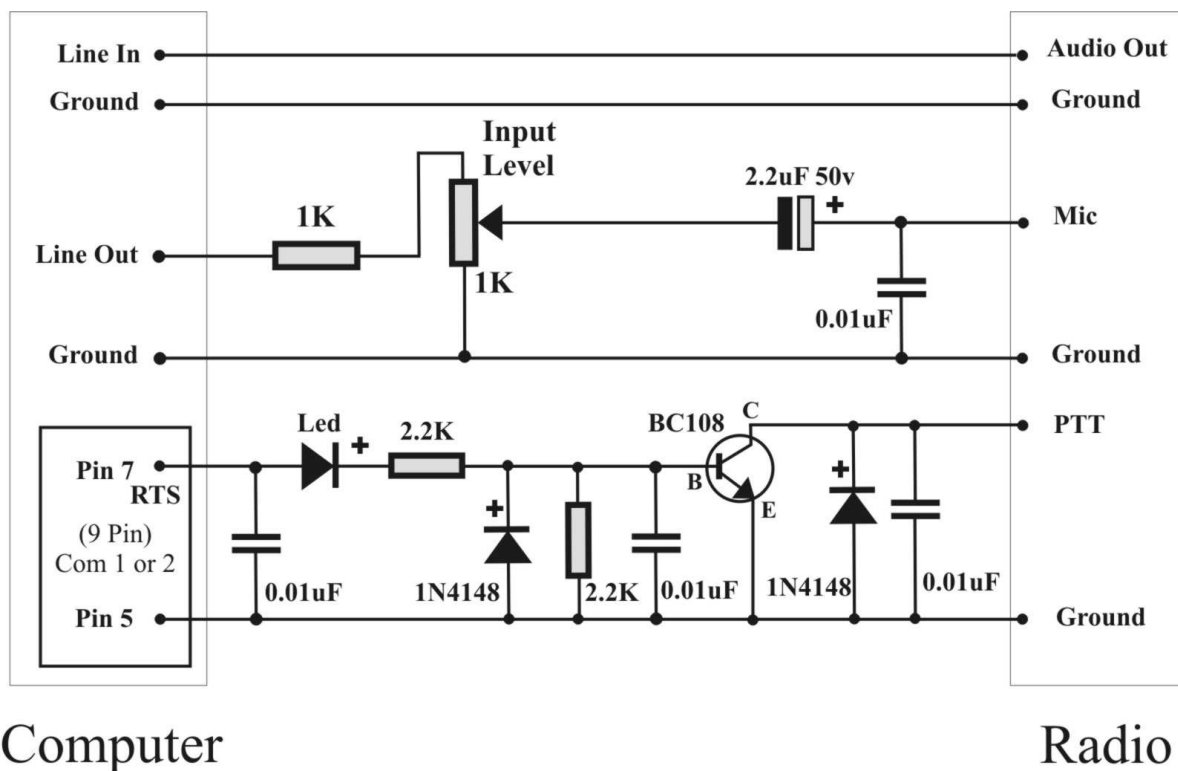 Line In
Audio Out
Ground
Ground
Input
Level
2.2uF 50v
+
1K
Mic
Line Out
1K
0.01uF
Ground
Ground
Led
+
2.2K
BC108
C
PTT
Pin 7
RTS
B
E
+
+
(9 Pin)
Com 1 or 2
0.01uF
1N4148
2.2K
0.01uF
1N4148
0.01uF
Pin 5
Ground
Computer
Radio